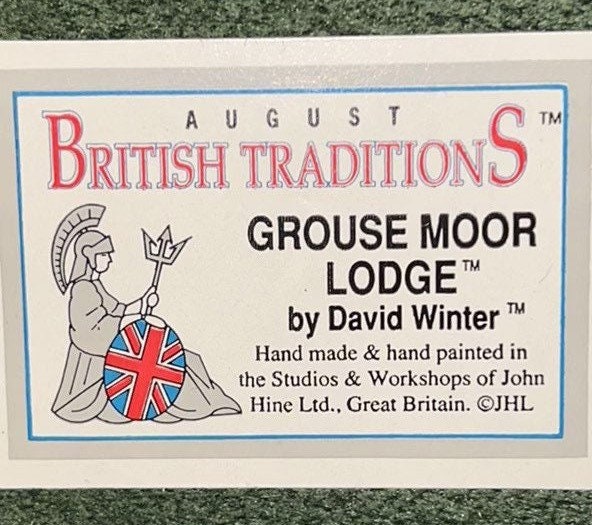 AUGUST
BRITISH TRADITIONS™
GROUSE MOOR
LODGE™
by David Winter™
Hand made & hand painted in
the Studios & Workshops of John
Hine Ltd., Great Britain. ©JHL